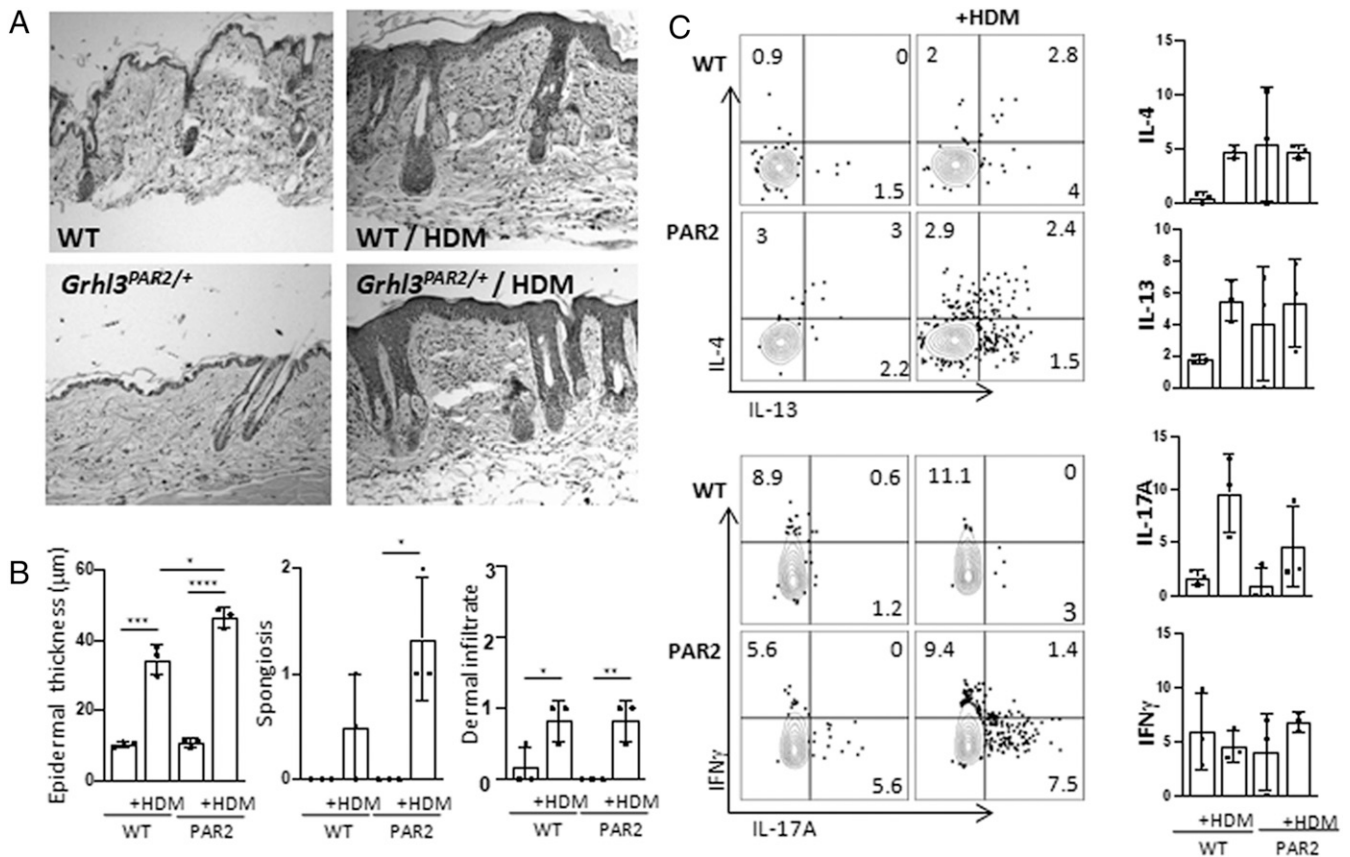 A
WT
WT / HDM
Grhl3PAR2/+
Grhl3PAR2/+ / HDM
B
Epidermal thickness (µm)
60
40
20
0
***
****
*
+HDM +HDM
WT PAR2
Spongiosis
2
1
0
*
+HDM +HDM
WT PAR2
Dermal infiltrate
3
2
1
0
*
**
+HDM +HDM
WT PAR2
C
+HDM
WT
0.9 0 2 2.8
1.5 4
PAR2
3 3 2.9 2.4
2.2 1.5
IL-4
IL-13
WT
8.9 0.6 11.1 0
1.2 3
PAR2
5.6 0 9.4 1.4
5.6 7.5
IFNγ
IL-17A
IL-4
15
10
5
0
IL-13
10
8
6
4
2
0
IL-17A
15
10
5
0
IFNγ
15
10
5
0
+HDM +HDM
WT PAR2